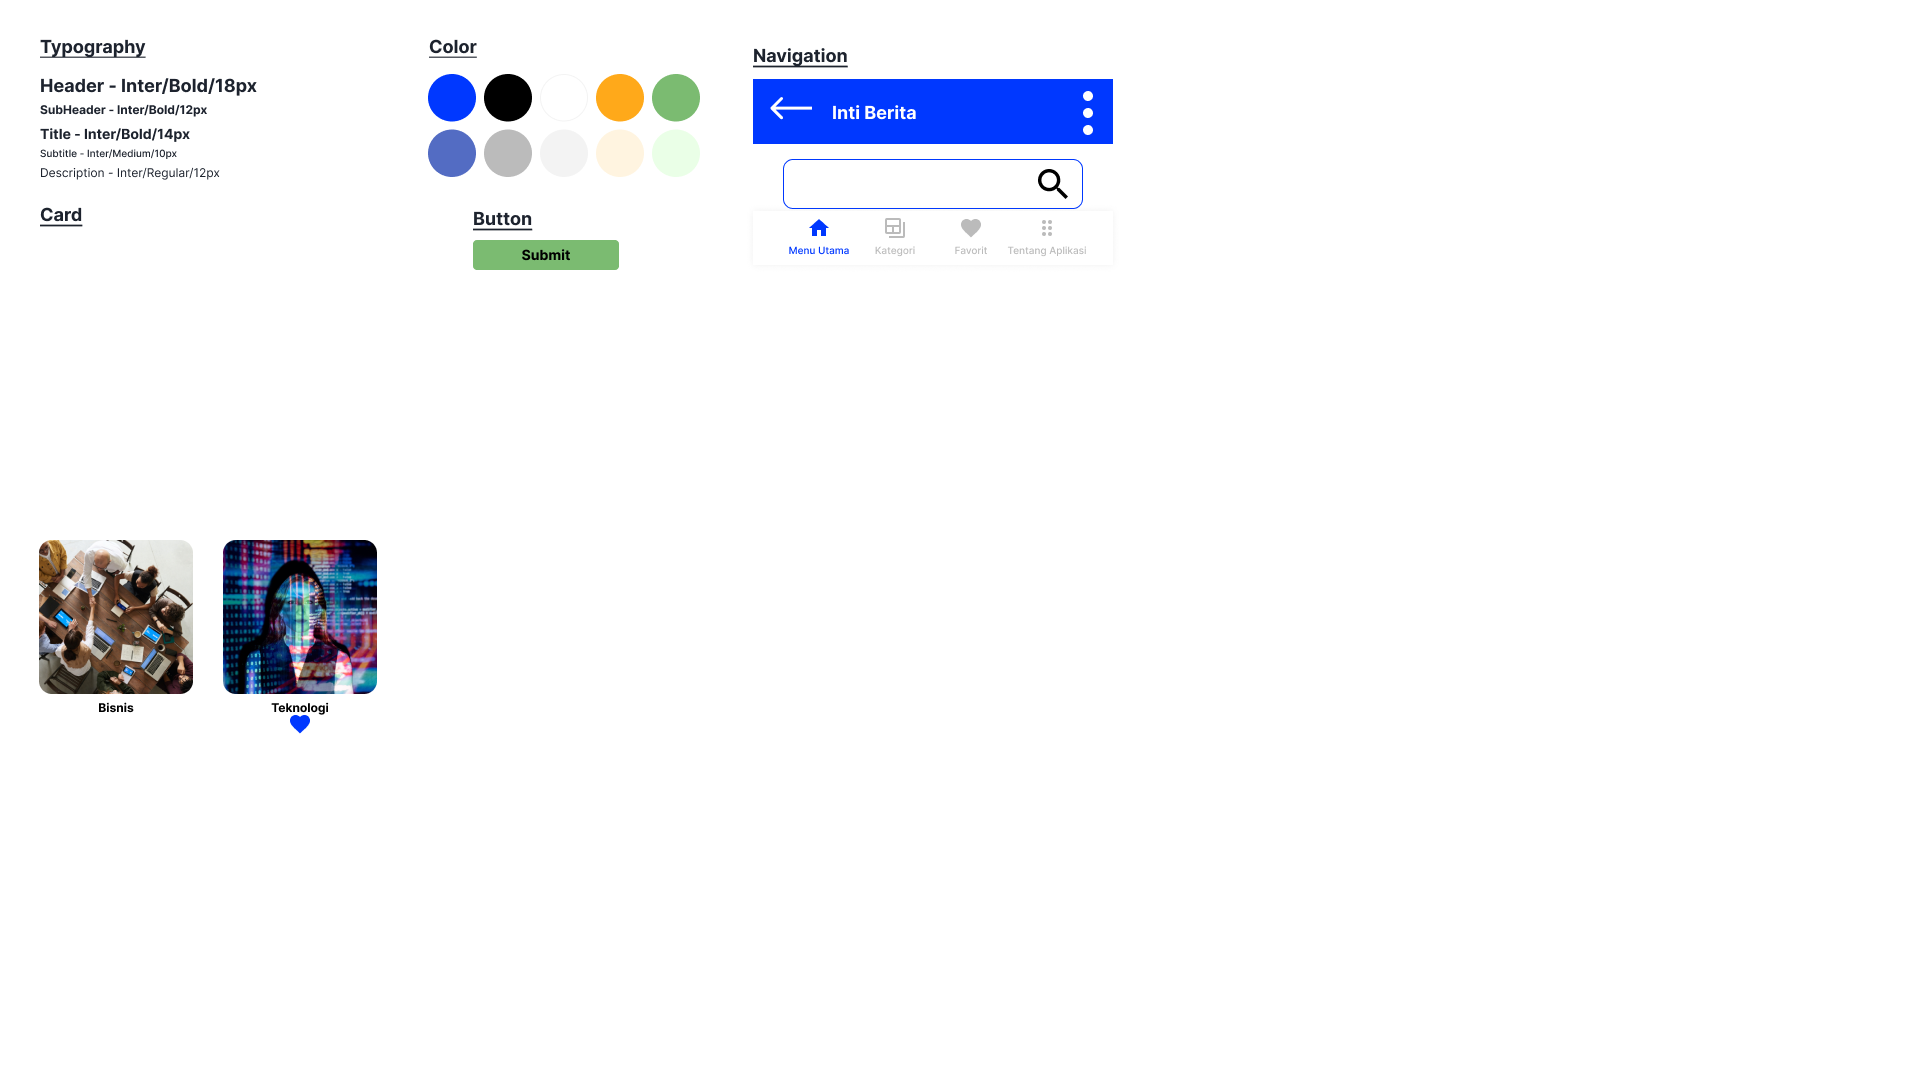 Typography
Header - Inter/Bold/18px
SubHeader - Inter/Bold/12px
Title - Inter/Bold/14px
Subtitle - Inter/Medium/10px
Description - Inter/Regular/12px
Card
Color
Button
Submit
Navigation
Inti Berita
Menu Utama
Kategori
Favorit
Tentang Aplikasi
Bisnis
Teknologi